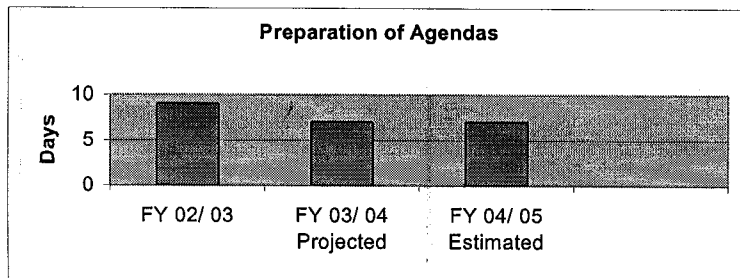 Preparation of Agendas
10
5
0
Days
FY 02/ 03
FY 03/ 04
Projected
FY 04/ 05
Estimated